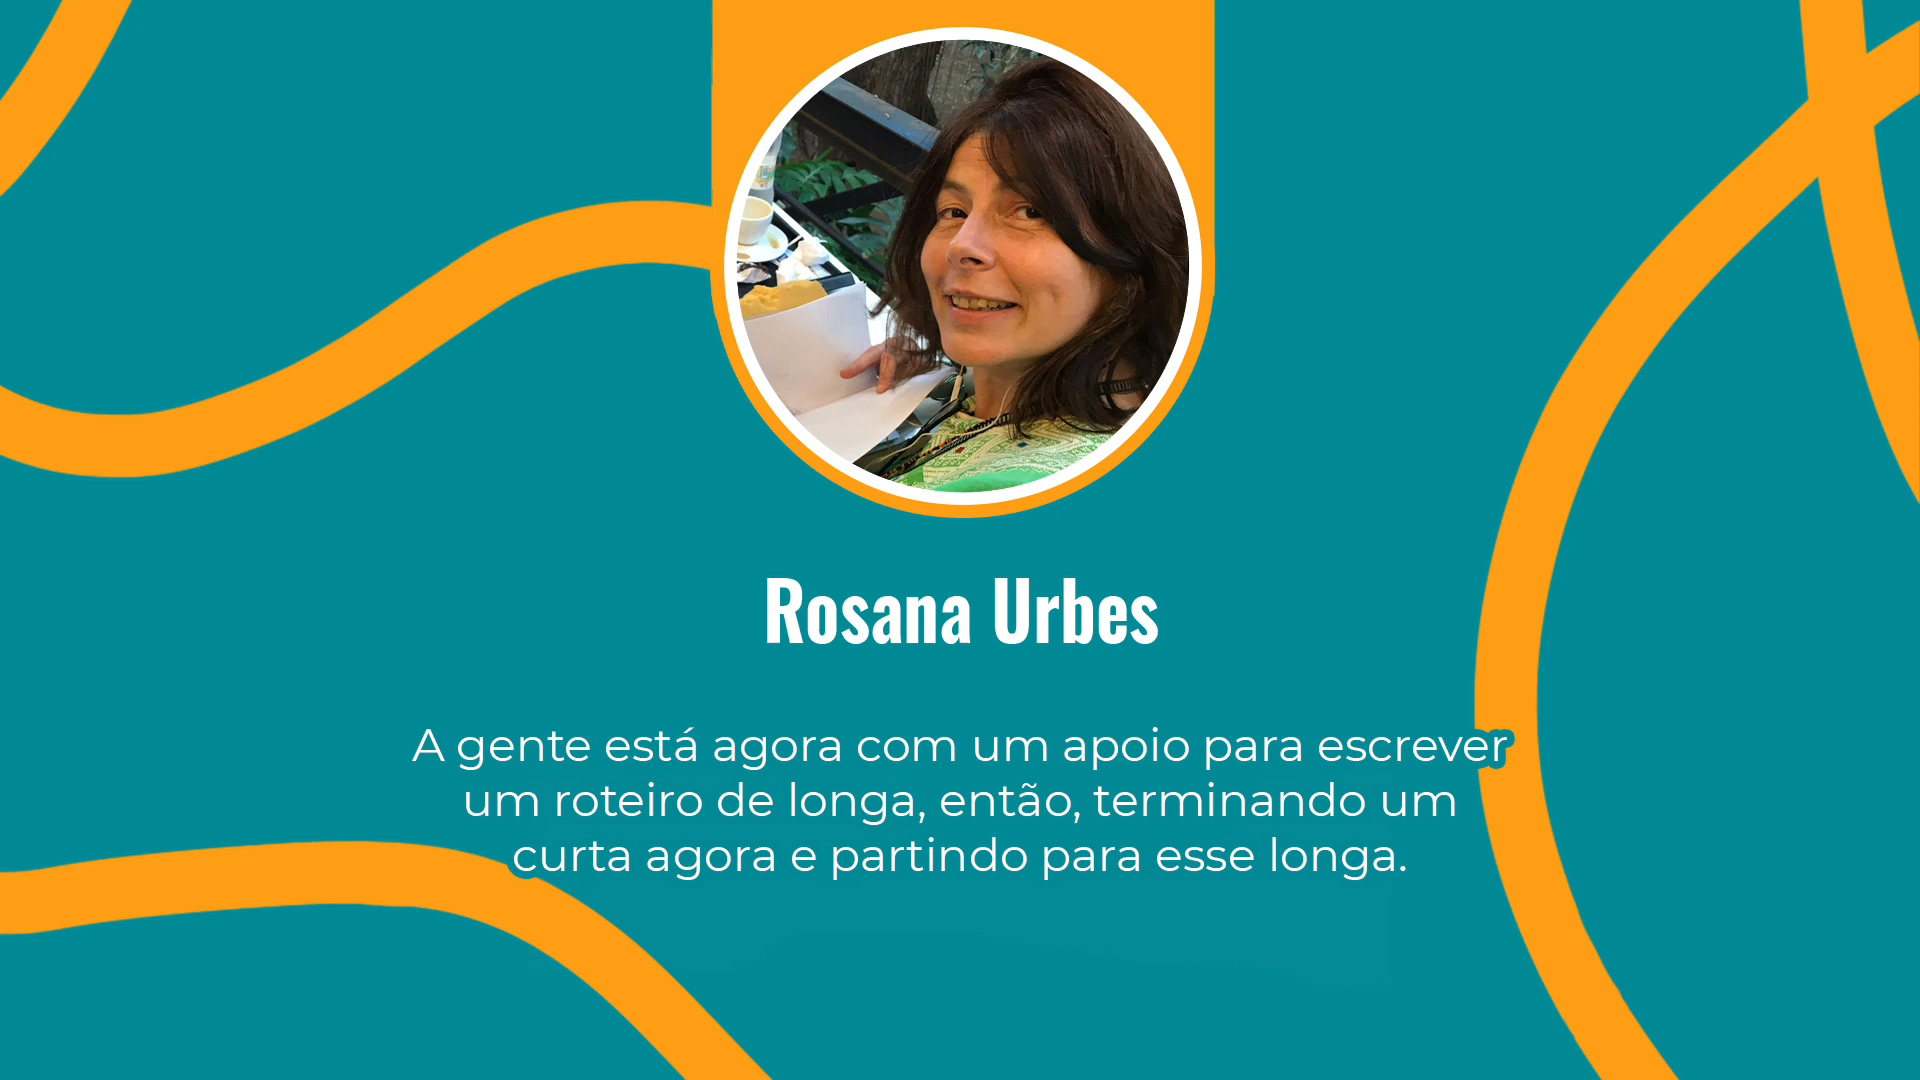 Rosana Urbes
A gente está agora com um apoio para escrever
um roteiro de longa, então, terminando um
curta agora e partindo para esse longa.